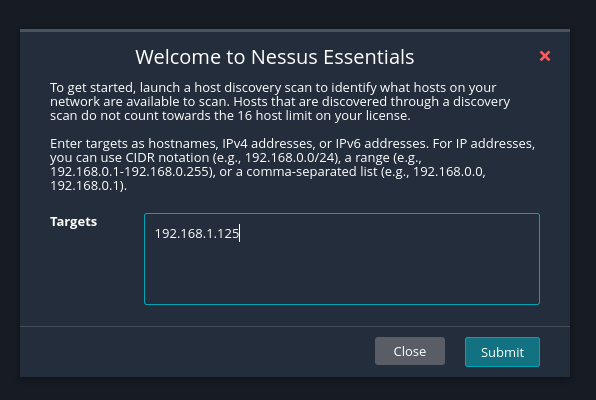 Welcome to Nessus Essentials
To get started, launch a host discovery scan to identify what hosts on your
network are available to scan. Hosts that are discovered through a discovery
scan do not count towards the 16 host limit on your license.
Enter targets as hostnames, IPv4 addresses, or IPv6 addresses. For IP addresses,
you can use CIDR notation (e.g., 192.168.0.0/24), a range (e.g.,
192.168.0.1-192.168.0.255), or a comma-separated list (e.g., 192.168.0.0,
192.168.0.1).
Targets
192.168.1.125
Close
Submit